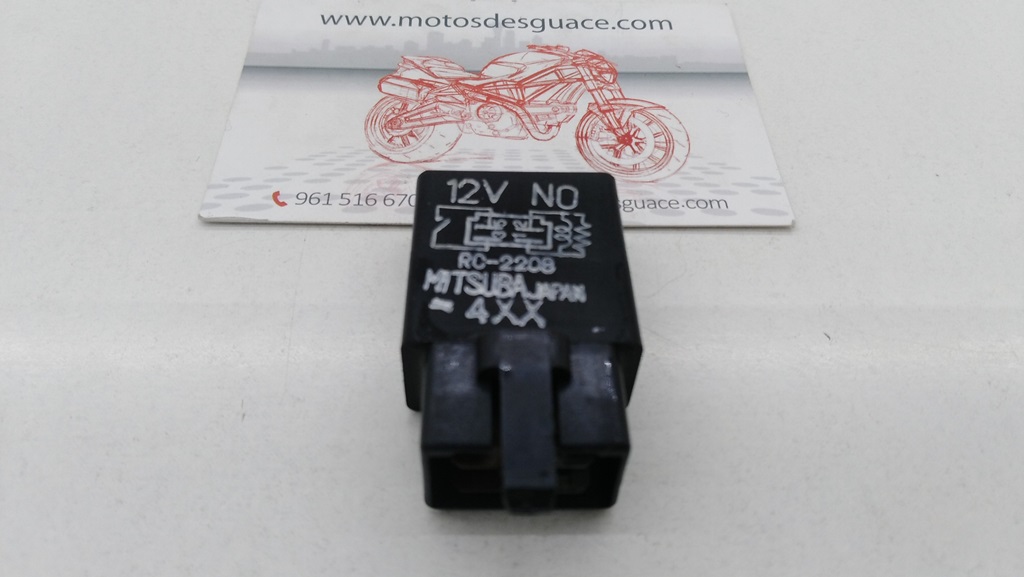 www.motosdesguace.com
961 516 670
sguace.com
12V NO
RC-2208
MITSUBA JAPAN
- 4XX